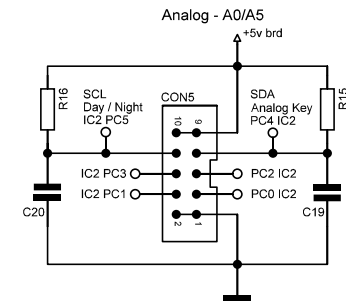 Analog - A0/A5
+5v brd
R16
SCL
Day / Night
IC2 PC5
CON5
SDA
Analog Key
PC4 IC2
R15
10
9
IC2 PC3
PC2 IC2
IC2 PC1
PC0 IC2
C20
2
1
C19